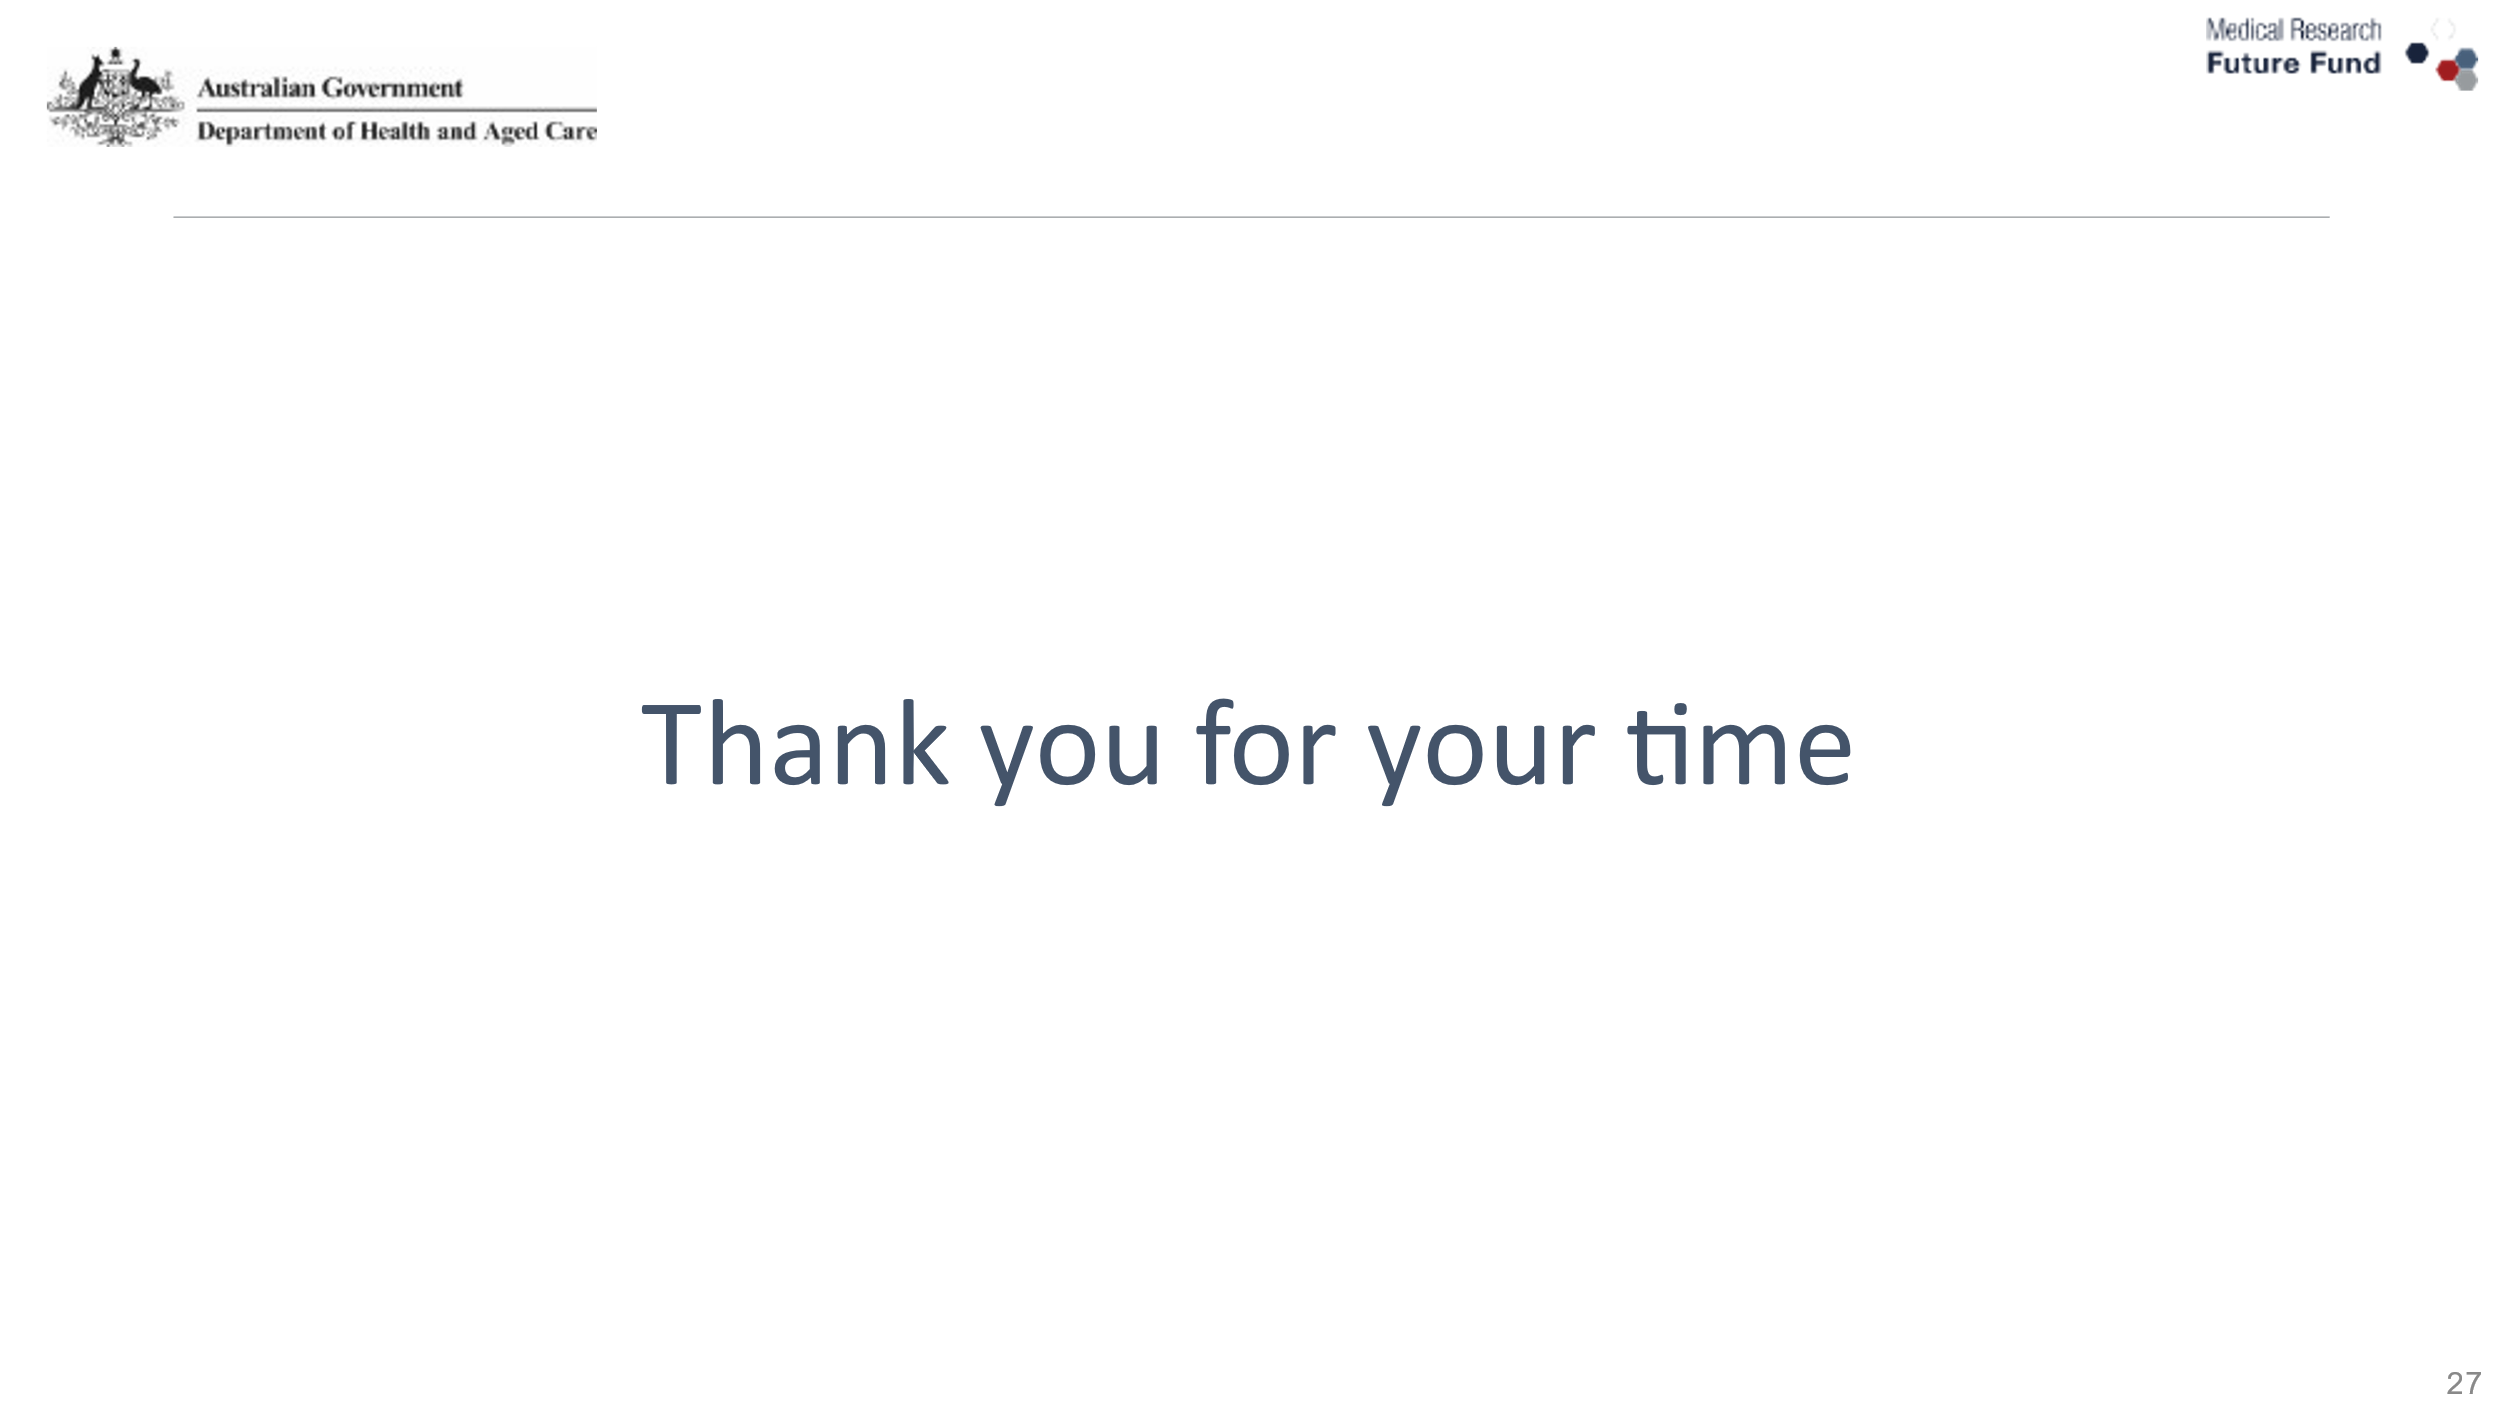 Australian Government
Department of Health and Aged Care
Medical Research
Future Fund
Thank you for your time
27